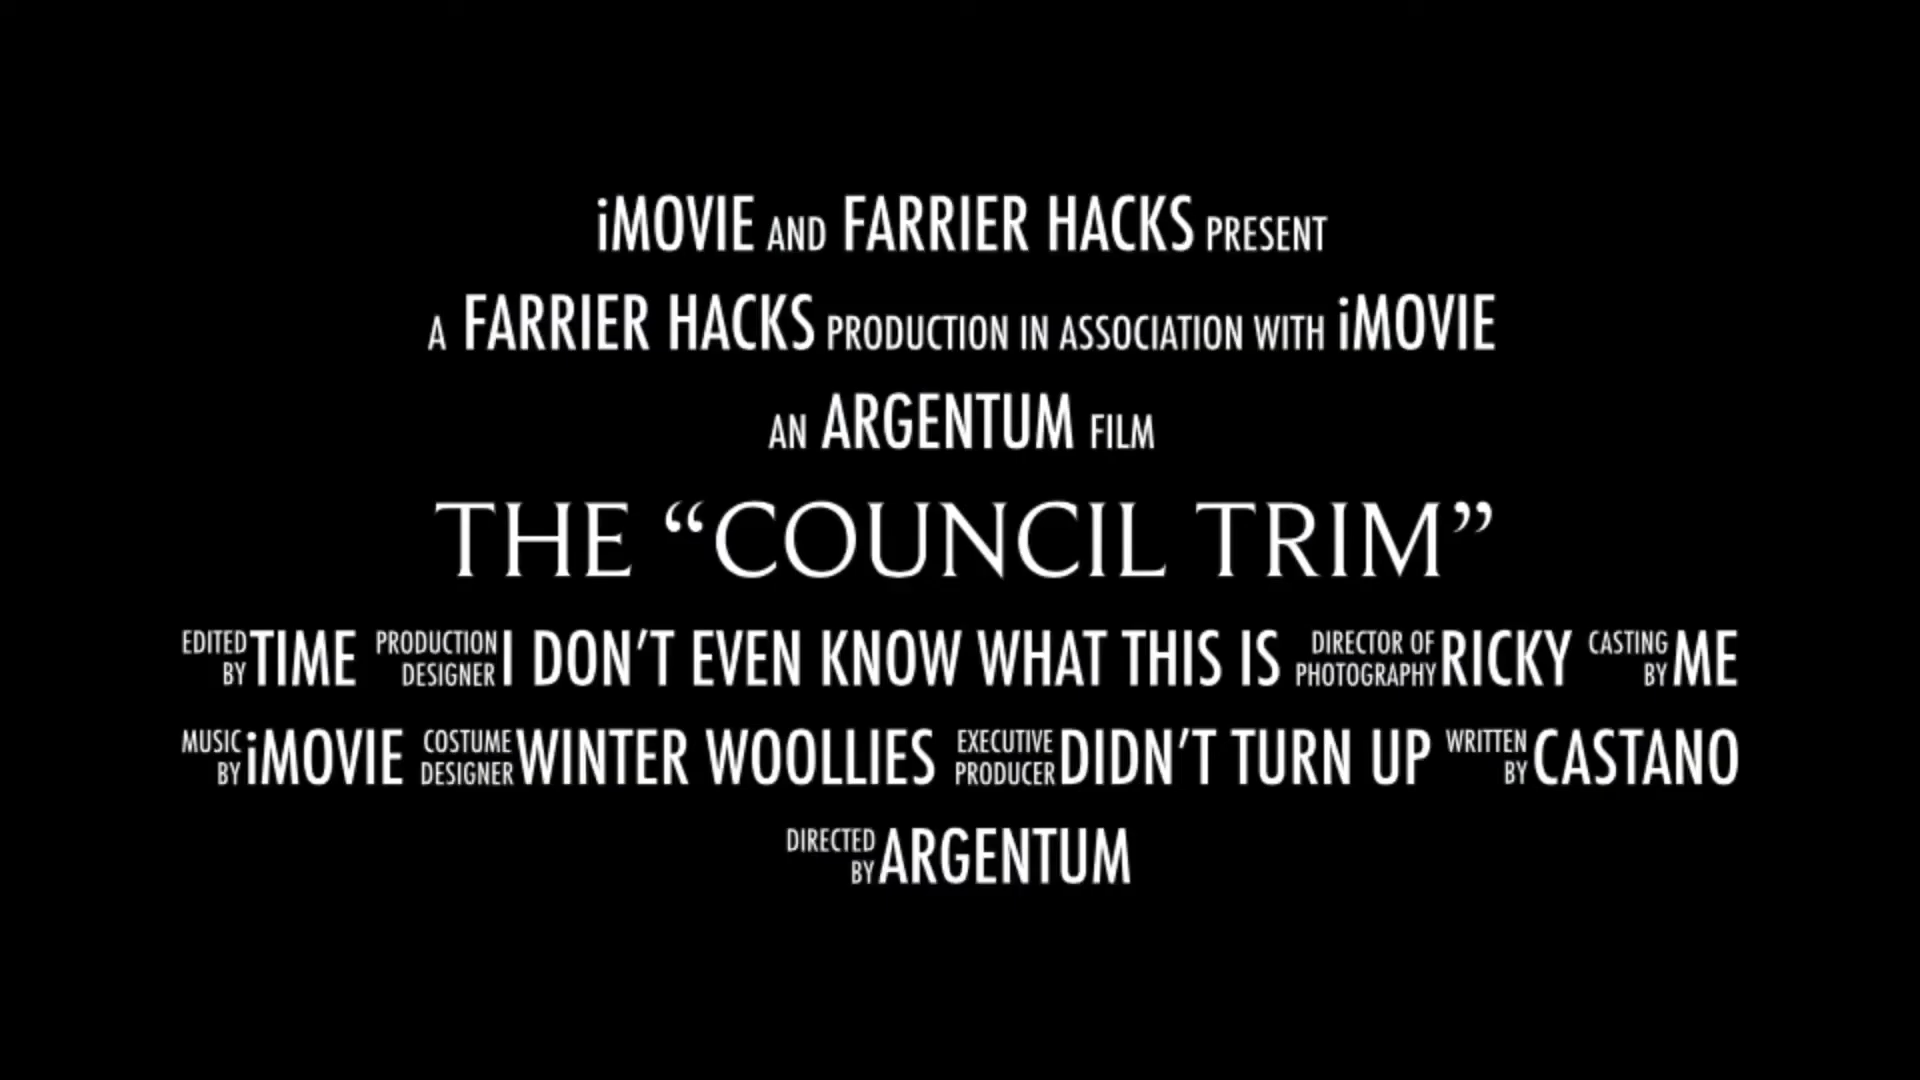 iMOVIE AND FARRIER HACKS PRESENT
A FARRIER HACKS PRODUCTION IN ASSOCIATION WITH iMOVIE
AN ARGENTUM FILM
THE “COUNCIL TRIM”
EDITED BY TIME PRODUCTION DESIGNER I DON’T EVEN KNOW WHAT THIS IS DIRECTOR OF PHOTOGRAPHY RICKY CASTING BY ME
MUSIC BY iMOVIE COSTUME DESIGNER WINTER WOOLLIES EXECUTIVE PRODUCER DIDN’T TURN UP WRITTEN BY CASTANO
DIRECTED BY ARGENTUM